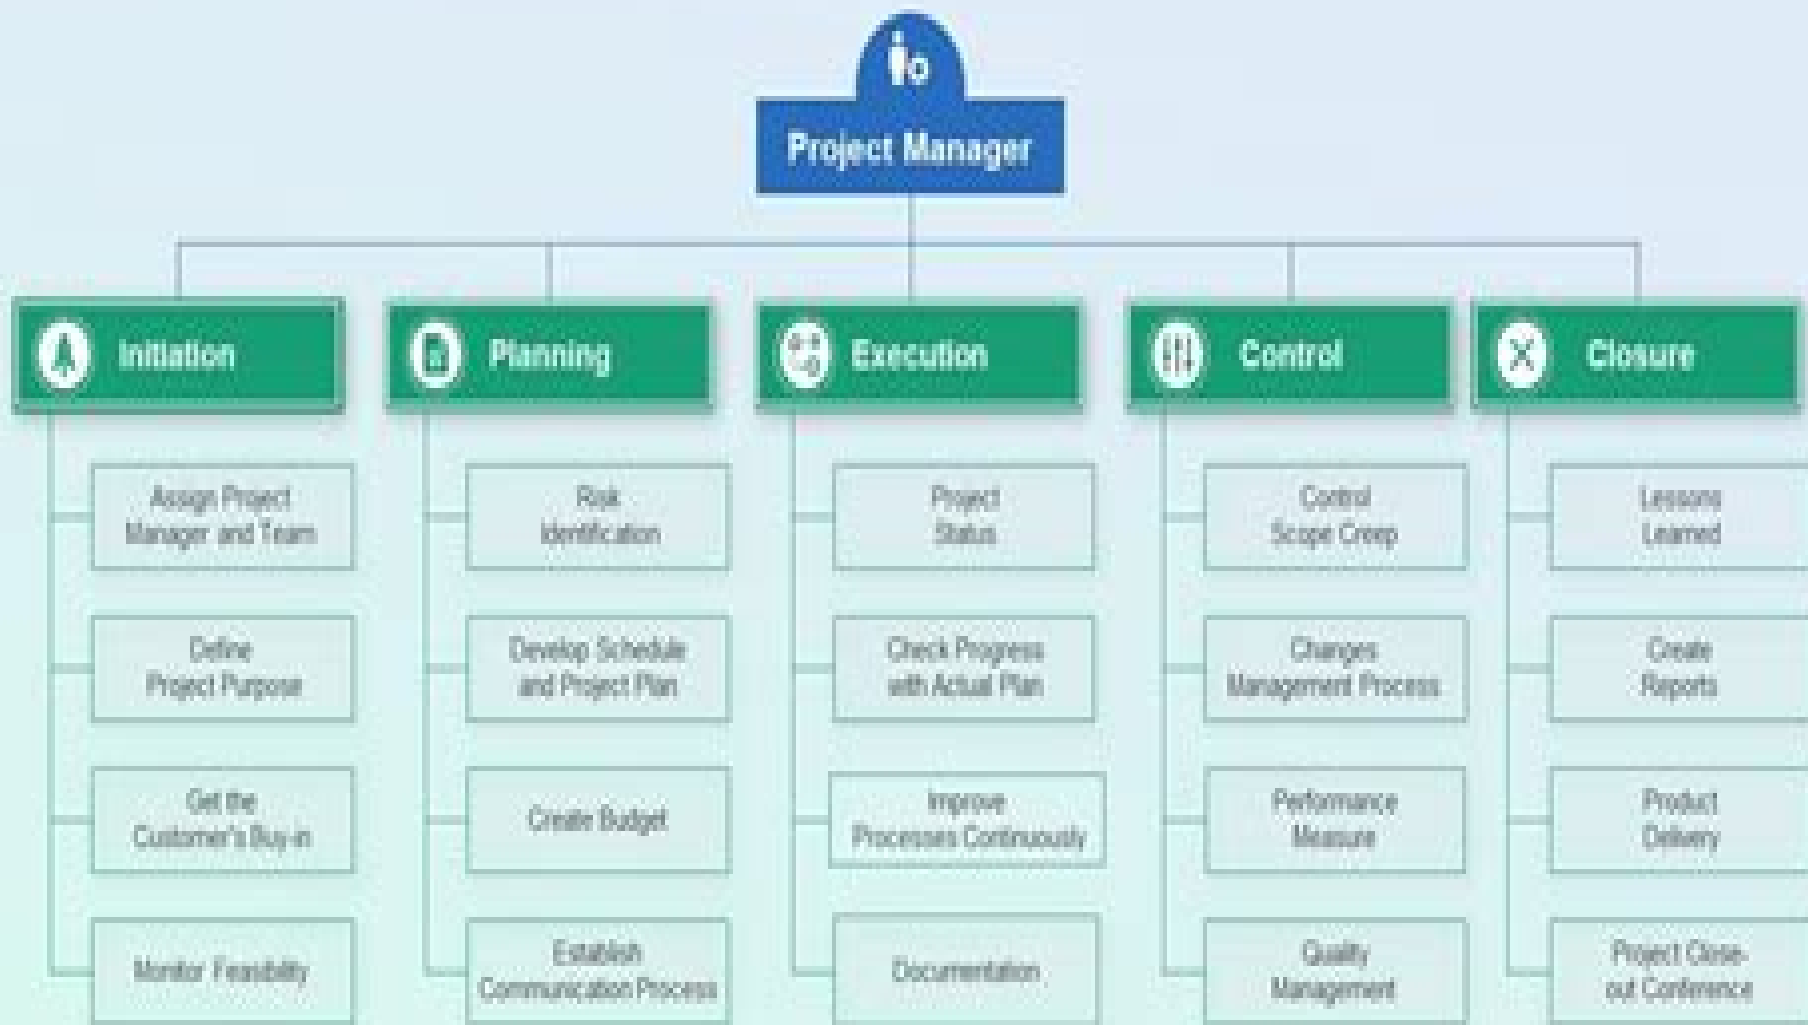 Project Manager
Initiation
Assign Project
Manager and Team
Define
Project Purpose
Get the
Customer's Buy-in
Monitor Feasibility
Planning
Risk
Identification
Develop Schedule
and Project Plan
Create Budget
Establish
Communication Process
Execution
Project
Status
Check Progress
with Actual Plan
Improve
Processes Continuously
Documentation
Control
Control
Scope Creep
Changes
Management Process
Performance
Measure
Quality
Management
Closure
Lessons
Learned
Create
Reports
Product
Delivery
Project Close-
out Conference